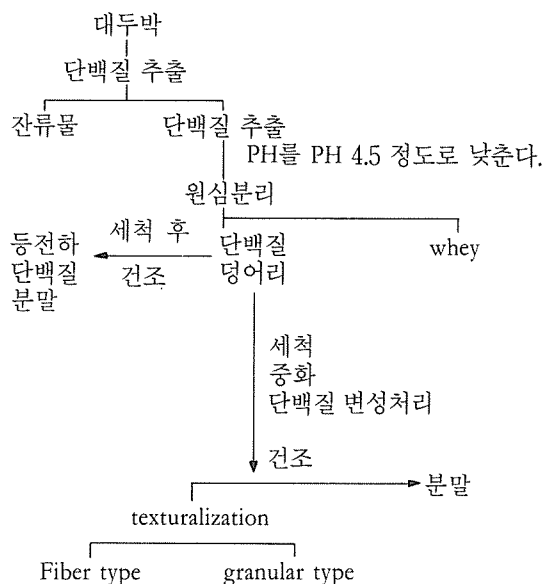 대두박
단백질 추출
잔류물
단백질 추출
PH를 PH 4.5 정도로 낮춘다.
원심분리
세척 후
건조
등전하
단백질
분말
단백질
덩어리
whey
세척
중화
단백질 변성처리
건조
분말
texturalization
Fiber type
granular type